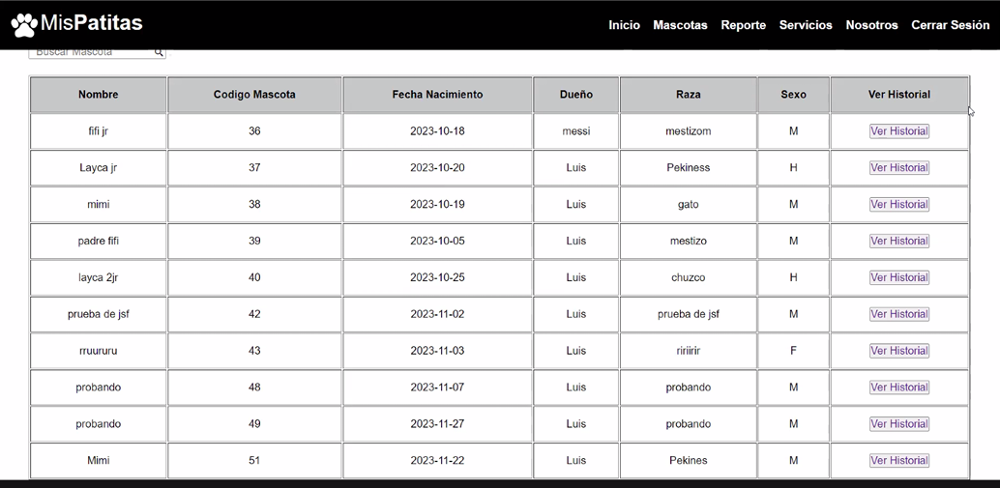 MisPatitas
Inicio Mascotas Reporte Servicios Nosotros Cerrar Sesión
Buscar Mascota
Nombre Codigo Mascota Fecha Nacimiento Dueño Raza Sexo Ver Historial
fifi jr 36 2023-10-18 messi mestizom M Ver Historial
Layca jr 37 2023-10-20 Luis Pekiness H Ver Historial
mimi 38 2023-10-19 Luis gato M Ver Historial
padre fifi 39 2023-10-05 Luis mestizo M Ver Historial
layca 2jr 40 2023-10-25 Luis chuzco H Ver Historial
prueba de jsf 42 2023-11-02 Luis prueba de jsf M Ver Historial
rruururu 43 2023-11-03 Luis ririirir F Ver Historial
probando 48 2023-11-07 Luis probando M Ver Historial
probando 49 2023-11-27 Luis probando M Ver Historial
Mimi 51 2023-11-22 Luis Pekines M Ver Historial